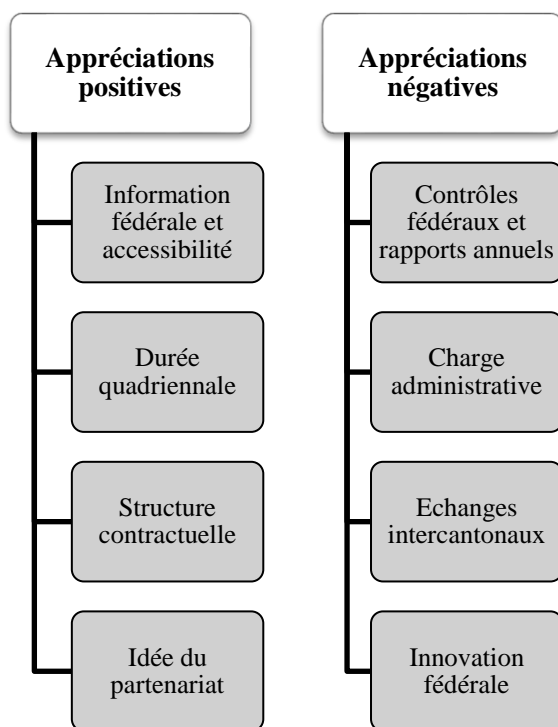 Appréciations
positives
Information
fédérale et
accessibilité
Durée
quadriennale
Structure
contractuelle
Idée du
partenariat
Appréciations
négatives
Contrôles
fédéraux et
rapports annuels
Charge
administrative
Echanges
intercantonaux
Innovation
fédérale